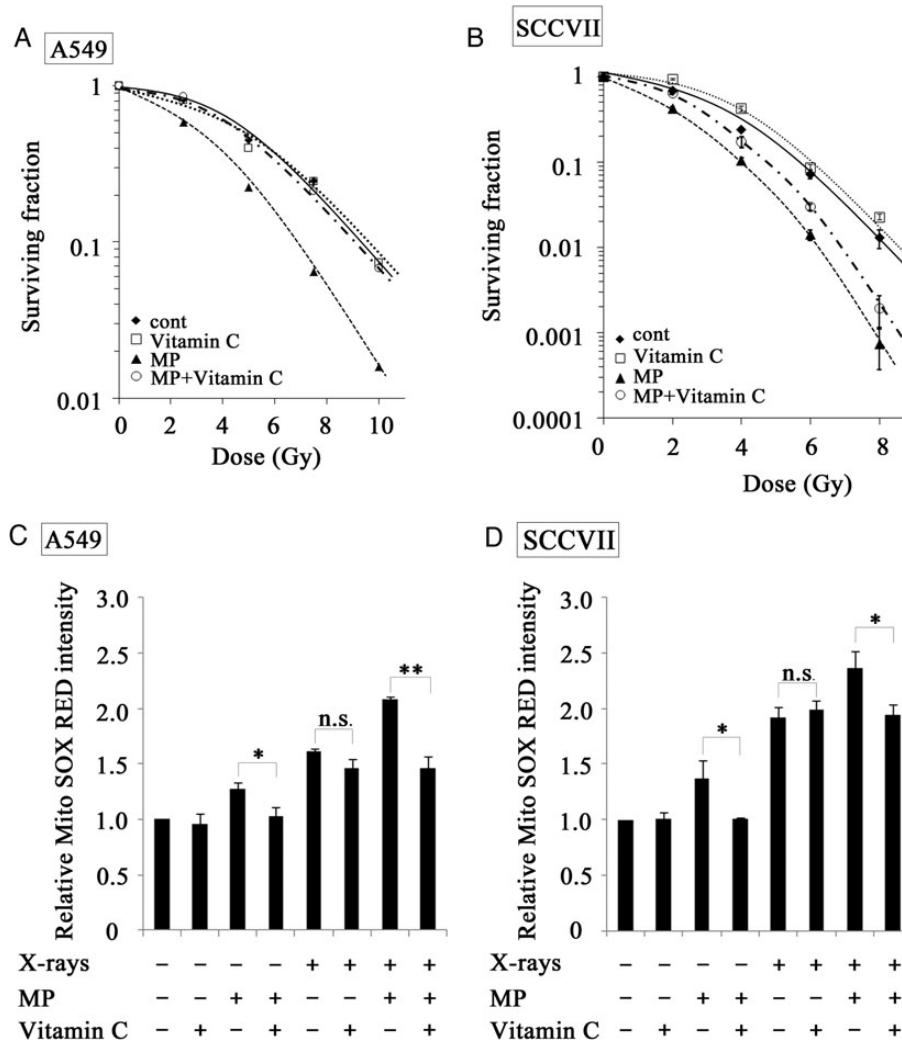 A
A549
Surviving fraction
1
0.1
0.01
cont
Vitamin C
MP
MP+Vitamin C
0 2 4 6 8 10
Dose (Gy)
B
SCCVII
Surviving fraction
1
0.1
0.01
0.001
0.0001
cont
Vitamin C
MP
MP+Vitamin C
0 2 4 6 8
Dose (Gy)
C
A549
Relative Mito SOX RED intensity
3.0
2.5
2.0
1.5
1.0
0.5
0
*
n.s.
**
X-rays − − − − + + + +
MP − − + + − − + +
Vitamin C − + − + − + − +
D
SCCVII
Relative Mito SOX RED intensity
3.0
2.5
2.0
1.5
1.0
0.5
0
*
n.s.
*
X-rays − − − − + + + +
MP − − + + − − + +
Vitamin C − + − + − + − +